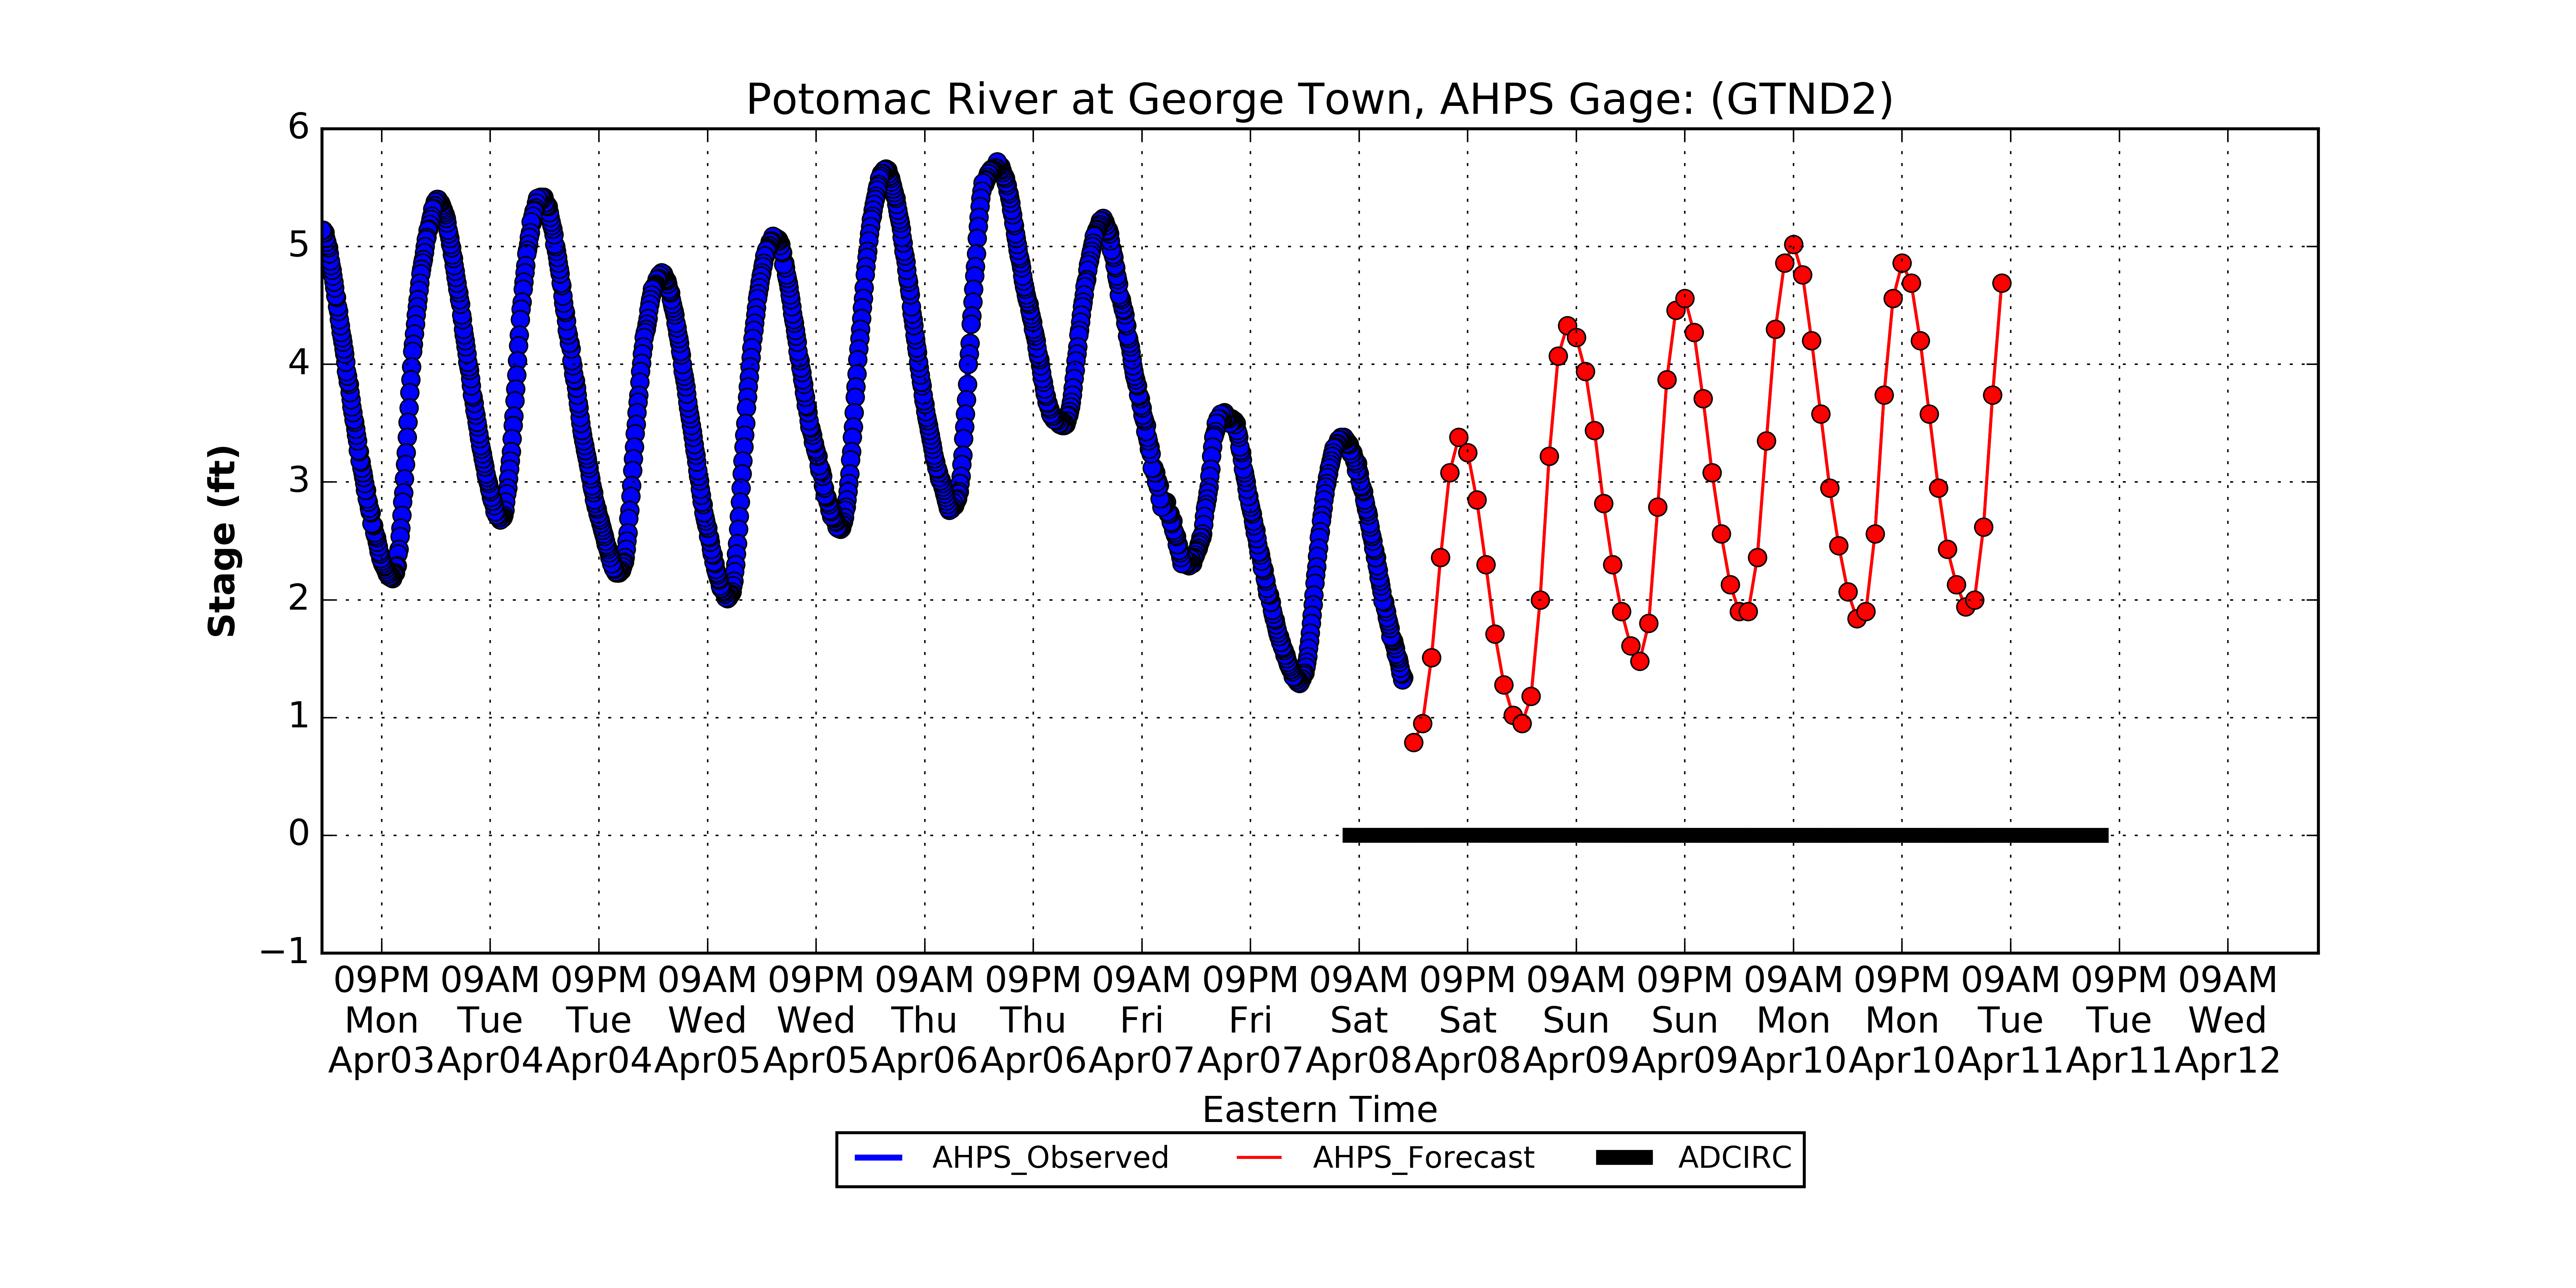 Potomac River at George Town, AHPS Gage: (GTND2)
6
5
4
3
2
1
0
−1
Stage (ft)
09PM 09AM 09PM 09AM 09PM 09AM 09PM 09AM 09PM 09AM 09PM 09AM 09PM 09AM 09PM 09AM 09PM 09AM
Mon Tue Tue Wed Wed Thu Thu Fri Fri Sat Sat Sun Sun Mon Mon Tue Tue Wed
Apr03 Apr04 Apr04 Apr05 Apr05 Apr06 Apr06 Apr07 Apr07 Apr08 Apr08 Apr09 Apr09 Apr10 Apr10 Apr11 Apr11 Apr12
Eastern Time
AHPS_Observed AHPS_Forecast ADCIRC